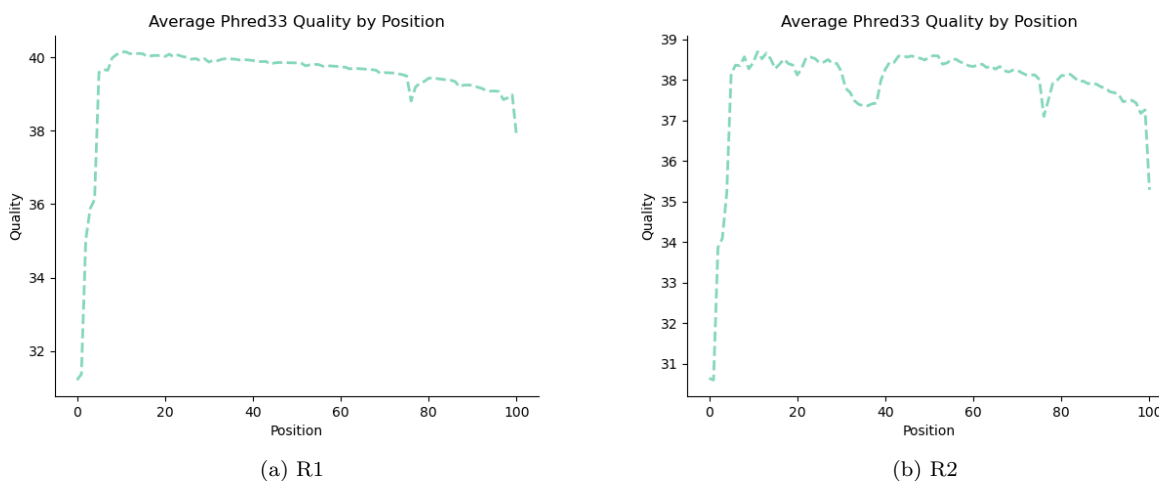 Average Phred33 Quality by Position
40
38
36
34
32
Quality
0 20 40 60 80 100
Position
(a) R1
Average Phred33 Quality by Position
39
38
37
36
35
34
33
32
31
Quality
0 20 40 60 80 100
Position
(b) R2